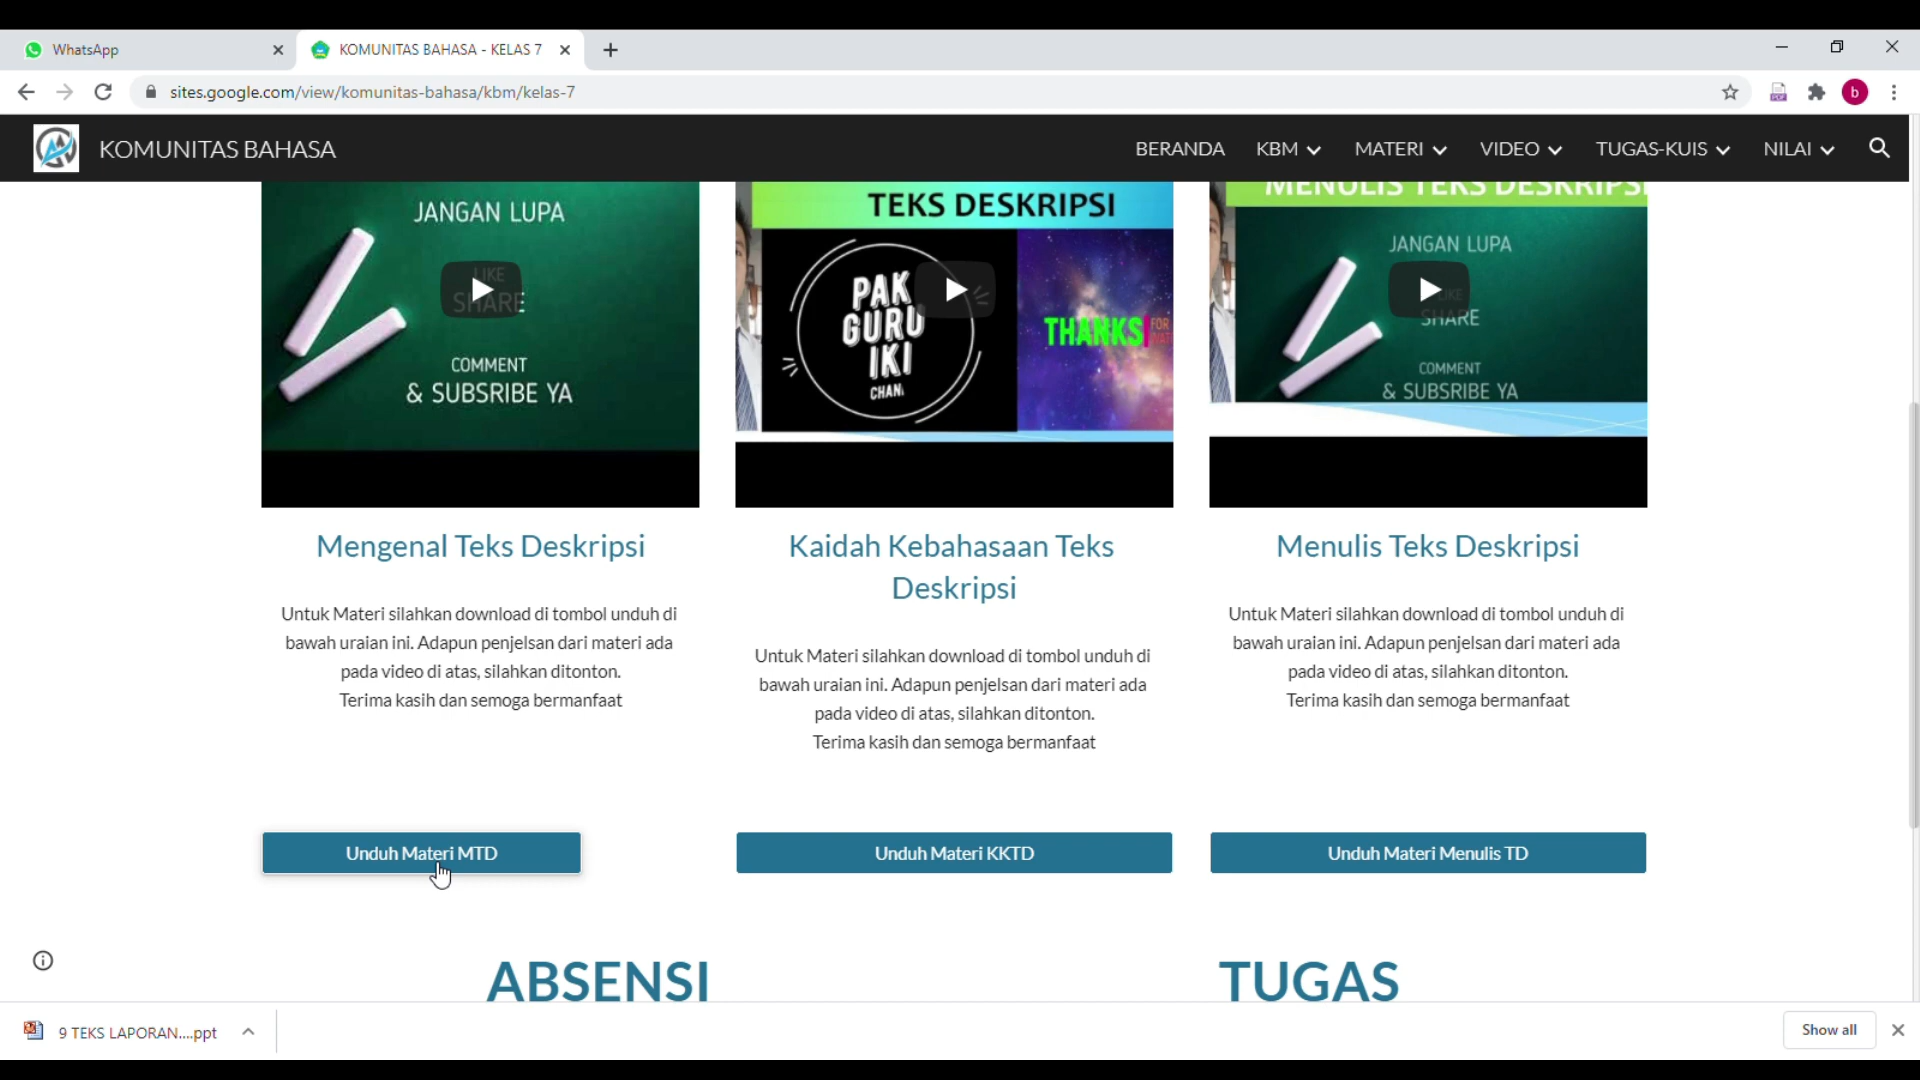 WhatsApp
KOMUNITAS BAHASA - KELAS 7
sites.google.com/view/komunitas-bahasa/kbm/kelas-7
b
KOMUNITAS BAHASA
BERANDA
KBM
MATERI
VIDEO
TUGAS-KUIS
NILAI
JANGAN LUPA
LIKE
SHARE
COMMENT
& SUBSRIBE YA
TEKS DESKRIPSI
PAK
GURU
IKI
CHAN
THANKS FOR
MENULIS TEKS DESKRIPSI
JANGAN LUPA
LIKE
SHARE
COMMENT
& SUBSRIBE YA
Mengenal Teks Deskripsi
Untuk Materi silahkan download di tombol unduh di
bawah uraian ini. Adapun penjelsan dari materi ada
pada video di atas, silahkan ditonton.
Terima kasih dan semoga bermanfaat
Unduh Materi MTD
Kaidah Kebahasaan Teks
Deskripsi
Untuk Materi silahkan download di tombol unduh di
bawah uraian ini. Adapun penjelsan dari materi ada
pada video di atas, silahkan ditonton.
Terima kasih dan semoga bermanfaat
Unduh Materi KKTD
Menulis Teks Deskripsi
Untuk Materi silahkan download di tombol unduh di
bawah uraian ini. Adapun penjelsan dari materi ada
pada video di atas, silahkan ditonton.
Terima kasih dan semoga bermanfaat
Unduh Materi Menulis TD
ABSENSI
TUGAS
9 TEKS LAPORAN....ppt
Show all